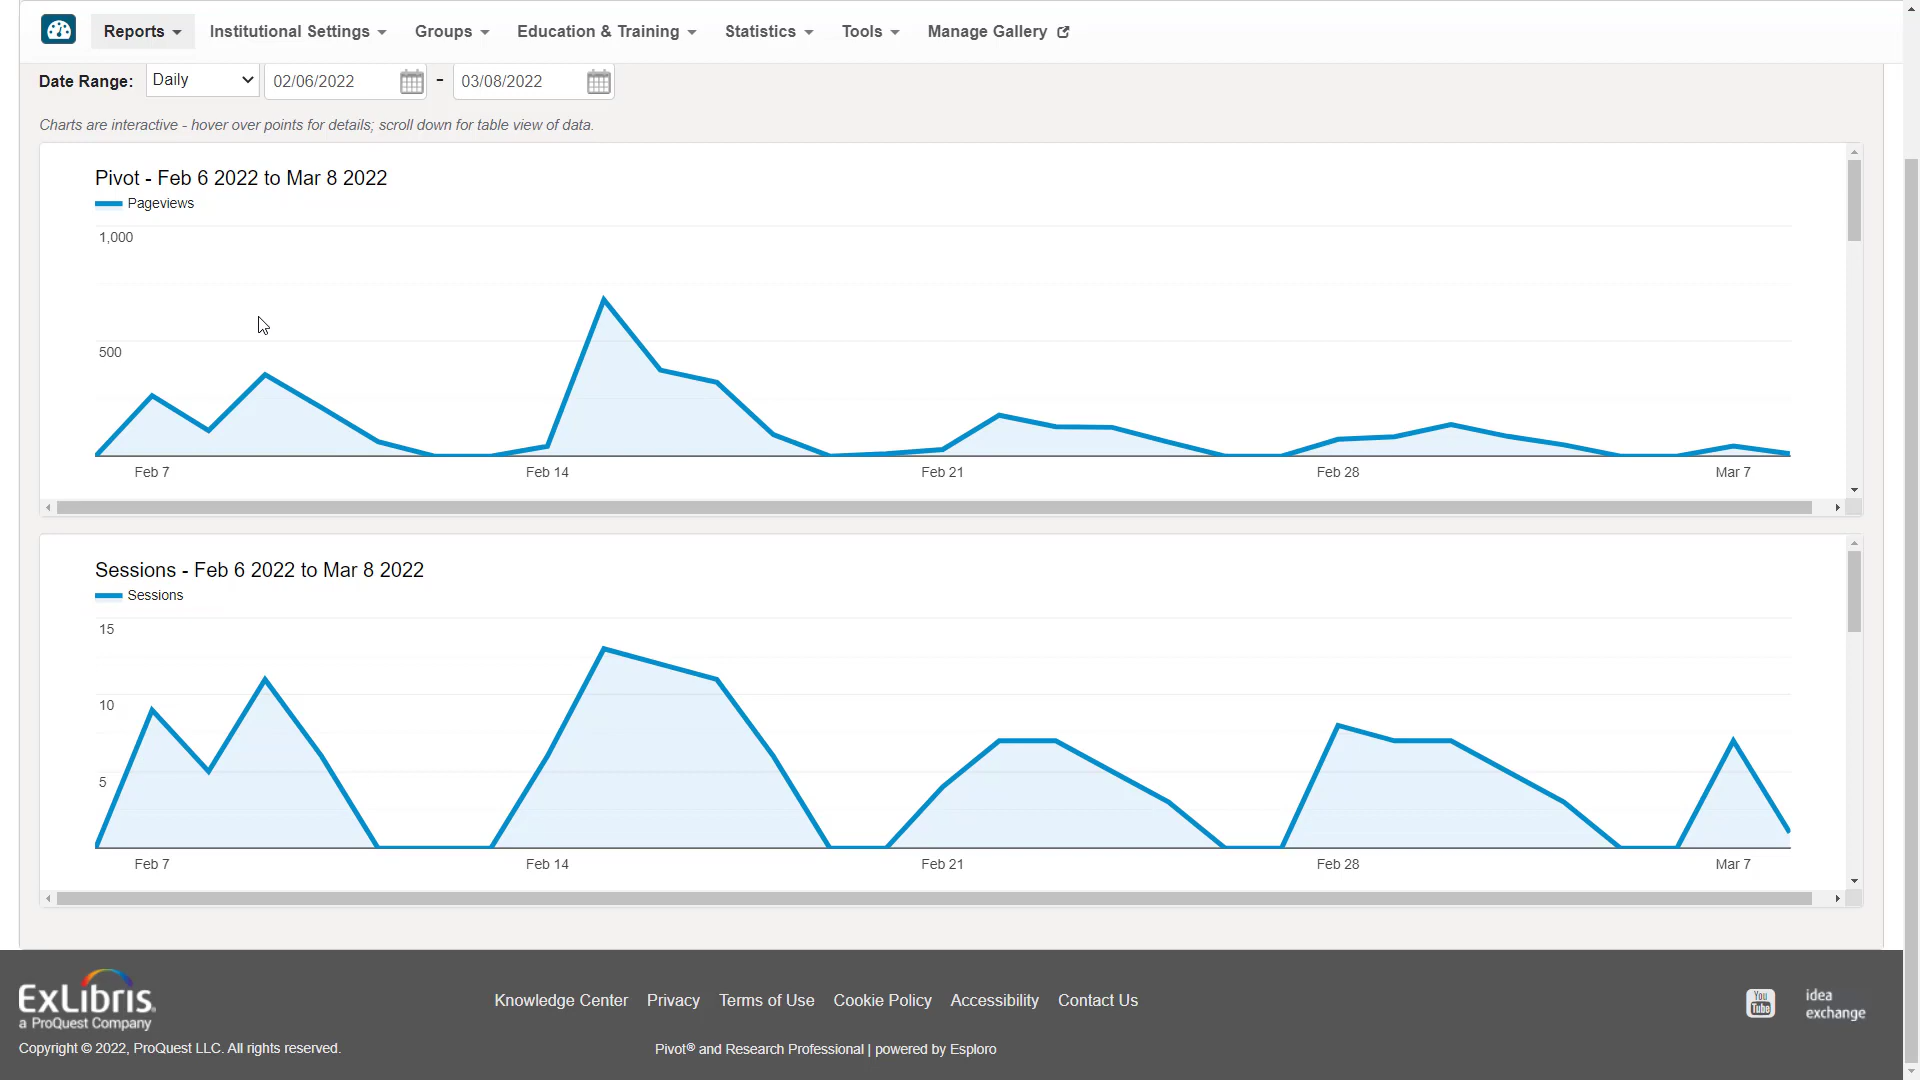 Reports Institutional Settings Groups Education & Training Statistics Tools Manage Gallery
Date Range: Daily 02/06/2022 - 03/08/2022
Charts are interactive - hover over points for details; scroll down for table view of data.
Pivot - Feb 6 2022 to Mar 8 2022
Pageviews
1,000
500
Feb 7 Feb 14 Feb 21 Feb 28 Mar 7
Sessions - Feb 6 2022 to Mar 8 2022
Sessions
15
10
5
Feb 7 Feb 14 Feb 21 Feb 28 Mar 7
ExLibris
a ProQuest Company
Knowledge Center Privacy Terms of Use Cookie Policy Accessibility Contact Us
You Tube
idea
exchange
Copyright © 2022, ProQuest LLC. All rights reserved.
Pivot® and Research Professional | powered by Esploro